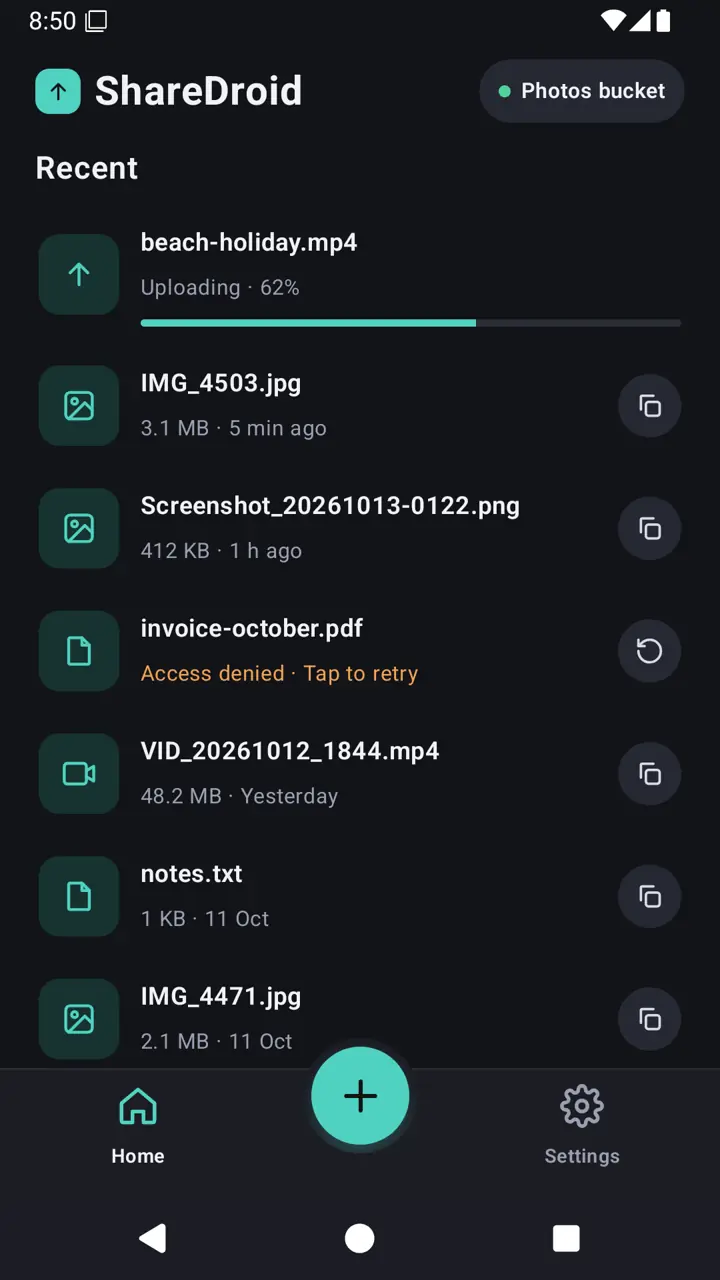 8:50
ShareDroid
Photos bucket
Recent
beach-holiday.mp4
Uploading · 62%
IMG_4503.jpg
3.1 MB · 5 min ago
Screenshot_20261013-0122.png
412 KB · 1 h ago
invoice-october.pdf
Access denied · Tap to retry
VID_20261012_1844.mp4
48.2 MB · Yesterday
notes.txt
1 KB · 11 Oct
IMG_4471.jpg
2.1 MB · 11 Oct
Home
Settings